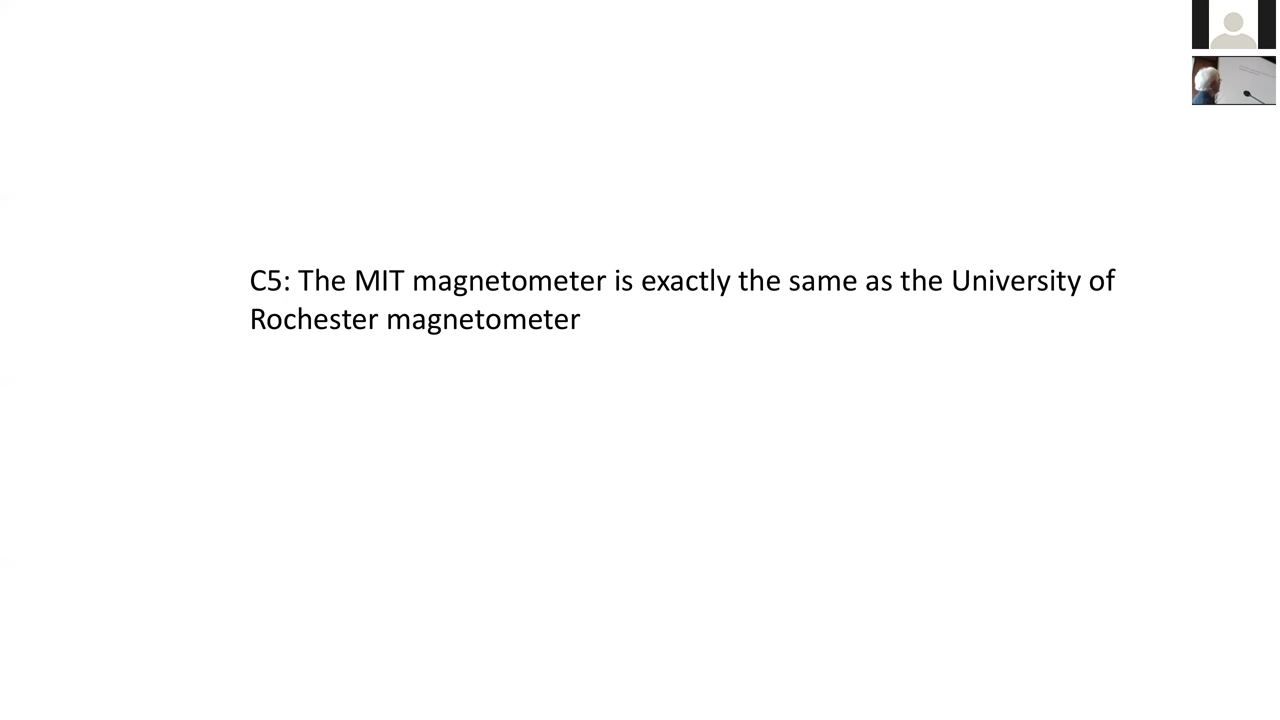 C5: The MIT magnetometer is exactly the same as the University of
Rochester magnetometer